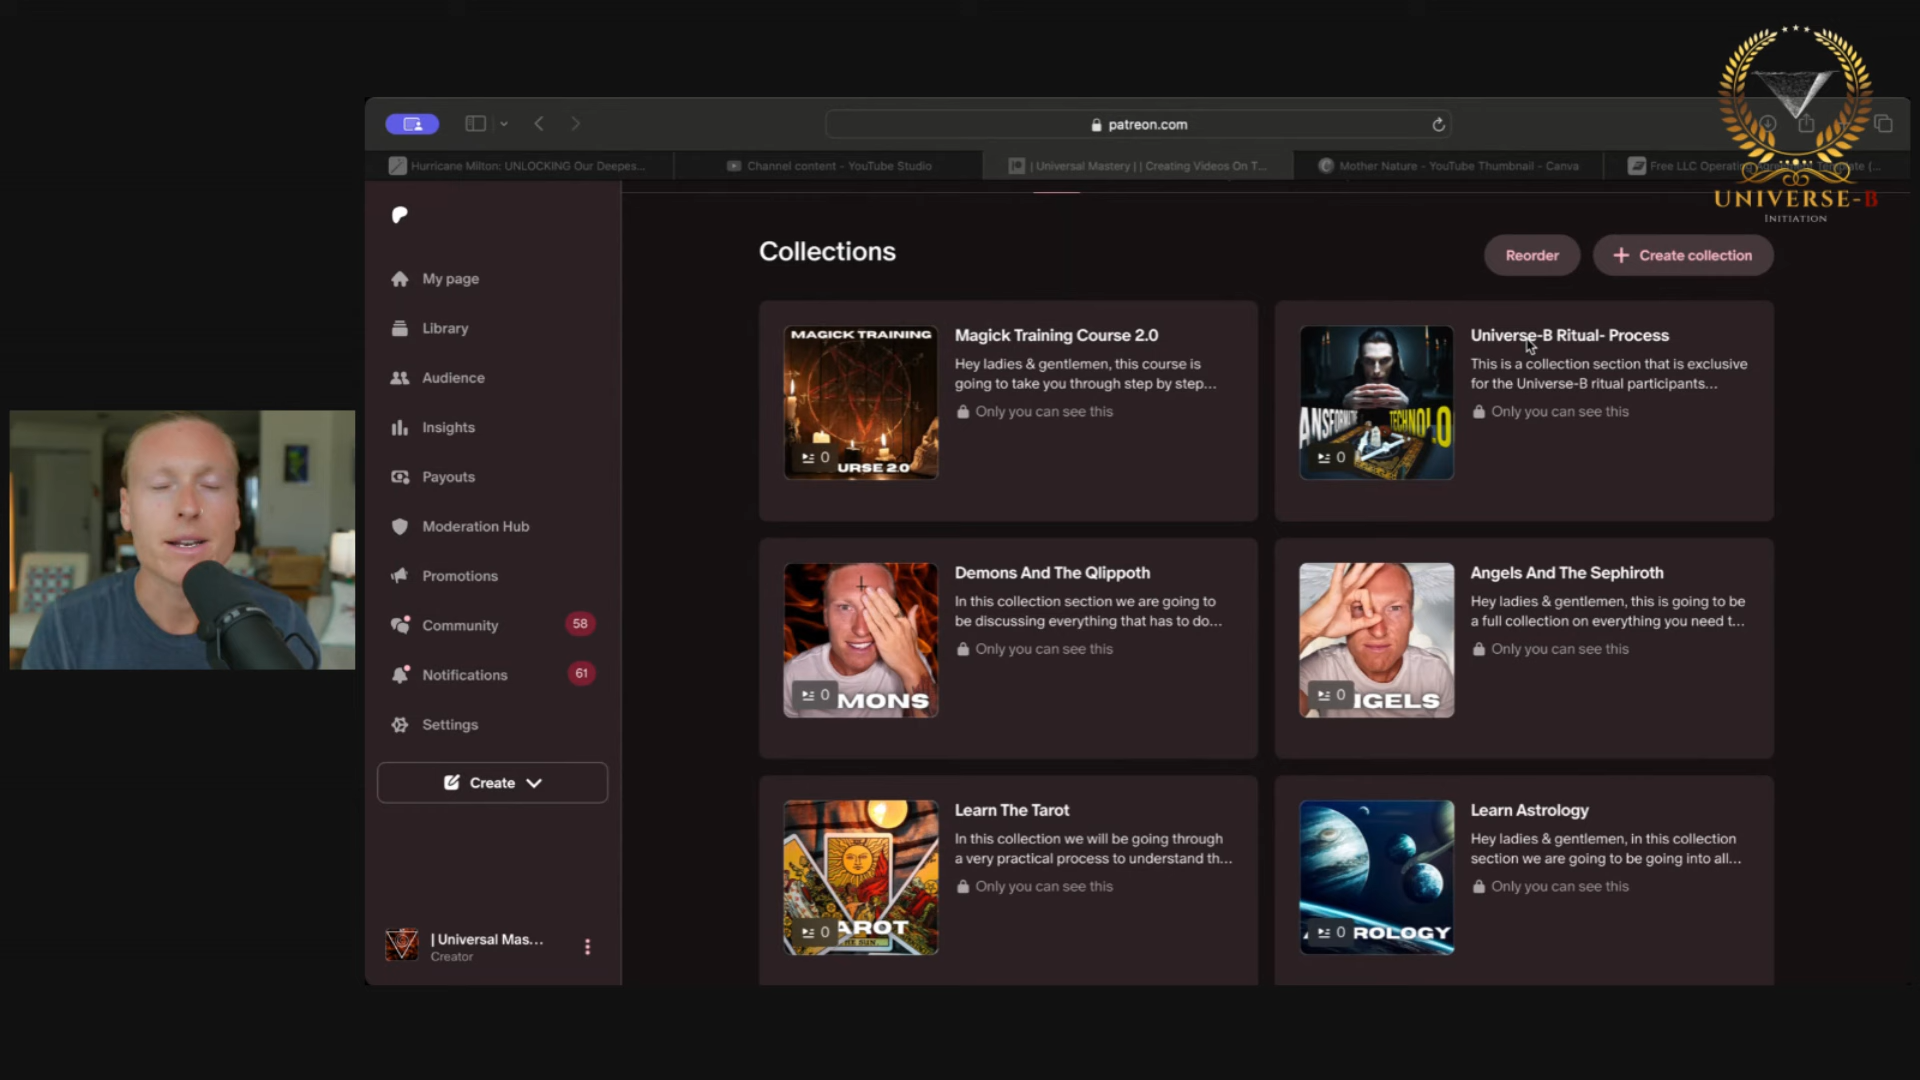 patreon.com
Hurricane Milton: UNLOCKING Our Deepes...
Channel content - YouTube Studio
| Universal Mastery | | Creating Videos On T...
Mother Nature - YouTube Thumbnail - Canva
Free LLC Operating
UNIVERSE-B
INITIATION
My page
Library
Audience
Insights
Payouts
Moderation Hub
Promotions
Community
58
Notifications
61
Settings
Create
| Universal Mas...
Creator
Collections
Reorder
+ Create collection
MAGICK TRAINING
URSE 2.0
0
Magick Training Course 2.0
Hey ladies & gentlemen, this course is
going to take you through step by step...
Only you can see this
ANSFORMATI
TECHNOLO
0
Universe-B Ritual- Process
This is a collection section that is exclusive
for the Universe-B ritual participants...
Only you can see this
0
MONS
Demons And The Qlippoth
In this collection section we are going to
be discussing everything that has to do...
Only you can see this
0
IGELS
Angels And The Sephiroth
Hey ladies & gentlemen, this is going to be
a full collection on everything you need t...
Only you can see this
0
AROT
THE SUN.
Learn The Tarot
In this collection we will be going through
a very practical process to understand th...
Only you can see this
0
ROLOGY
Learn Astrology
Hey ladies & gentlemen, in this collection
section we are going to be going into all...
Only you can see this